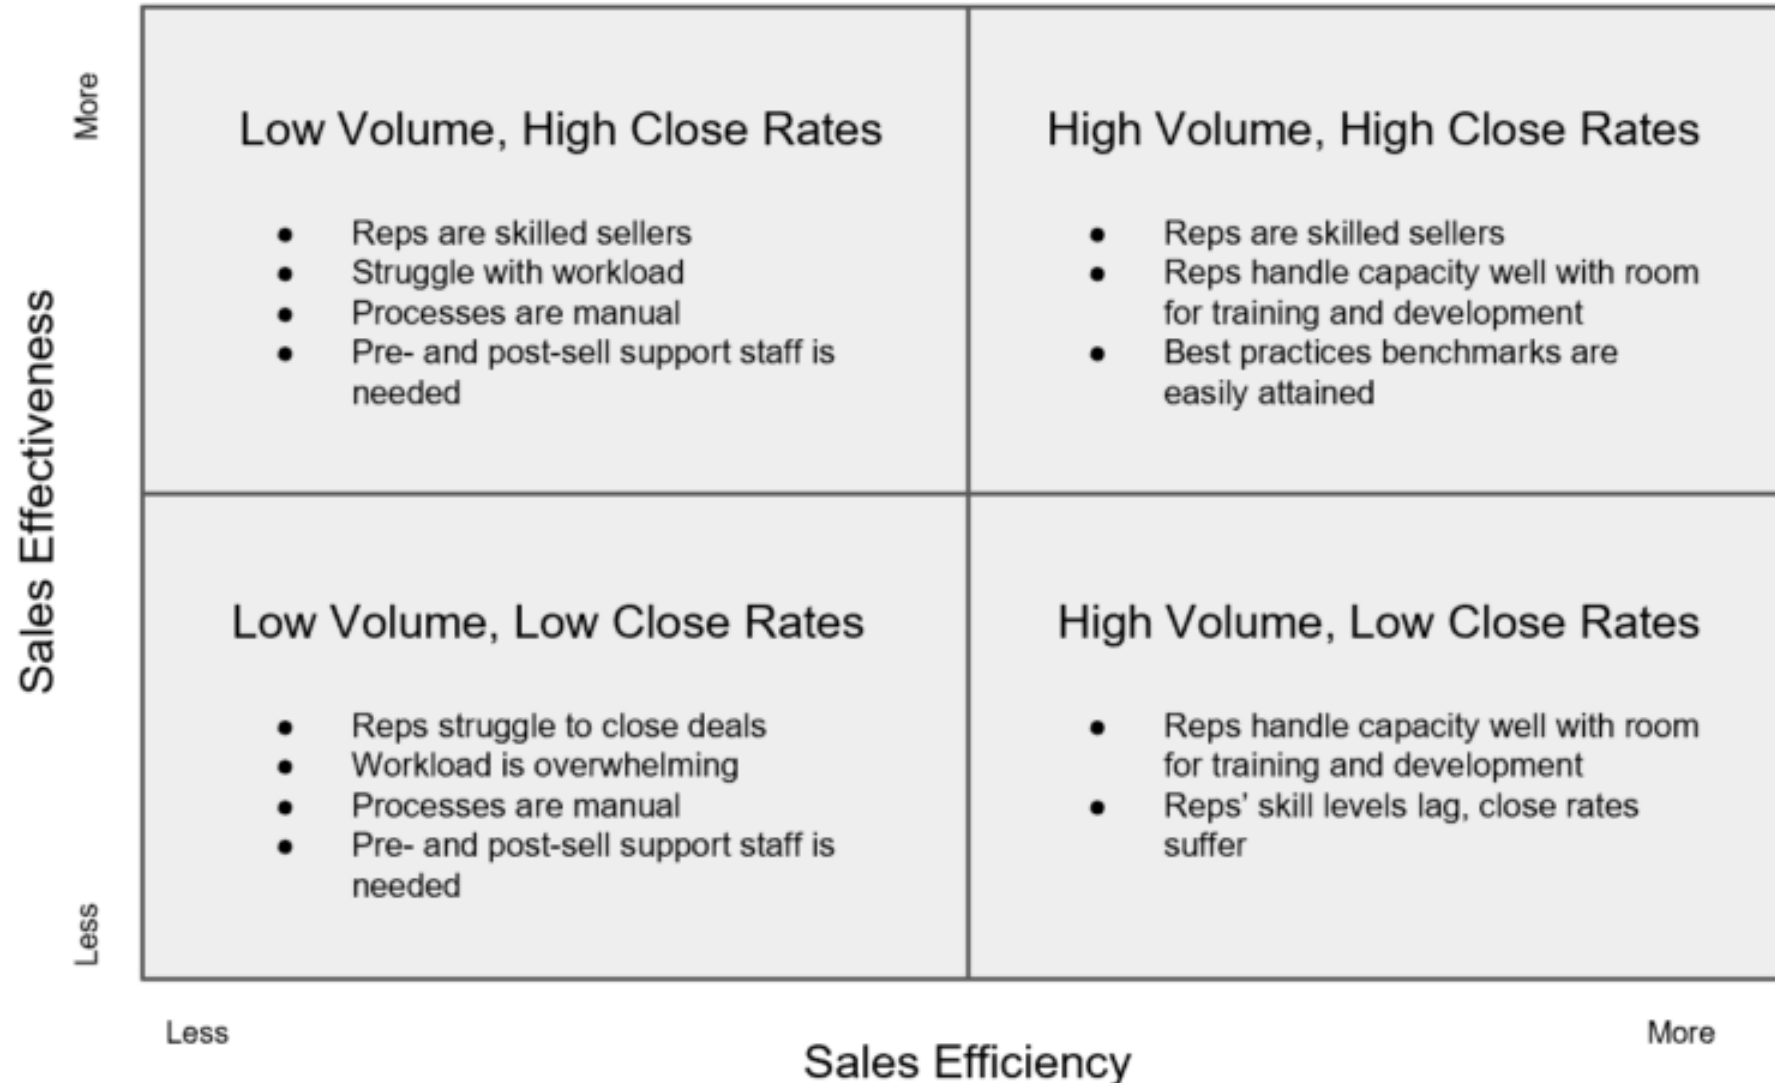 More
Low Volume, High Close Rates
● Reps are skilled sellers
● Struggle with workload
● Processes are manual
● Pre- and post-sell support staff is
needed
High Volume, High Close Rates
● Reps are skilled sellers
● Reps handle capacity well with room
for training and development
● Best practices benchmarks are
easily attained
Sales Effectiveness
Low Volume, Low Close Rates
● Reps struggle to close deals
● Workload is overwhelming
● Processes are manual
● Pre- and post-sell support staff is
needed
High Volume, Low Close Rates
● Reps handle capacity well with room
for training and development
● Reps’ skill levels lag, close rates
suffer
Less
Less
More
Sales Efficiency